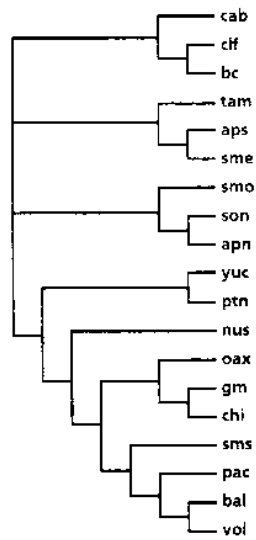 cab
clf
bc
tam
aps
sme
smo
son
apn
yuc
ptn
nus
oax
gm
chi
sms
pac
bal
vol